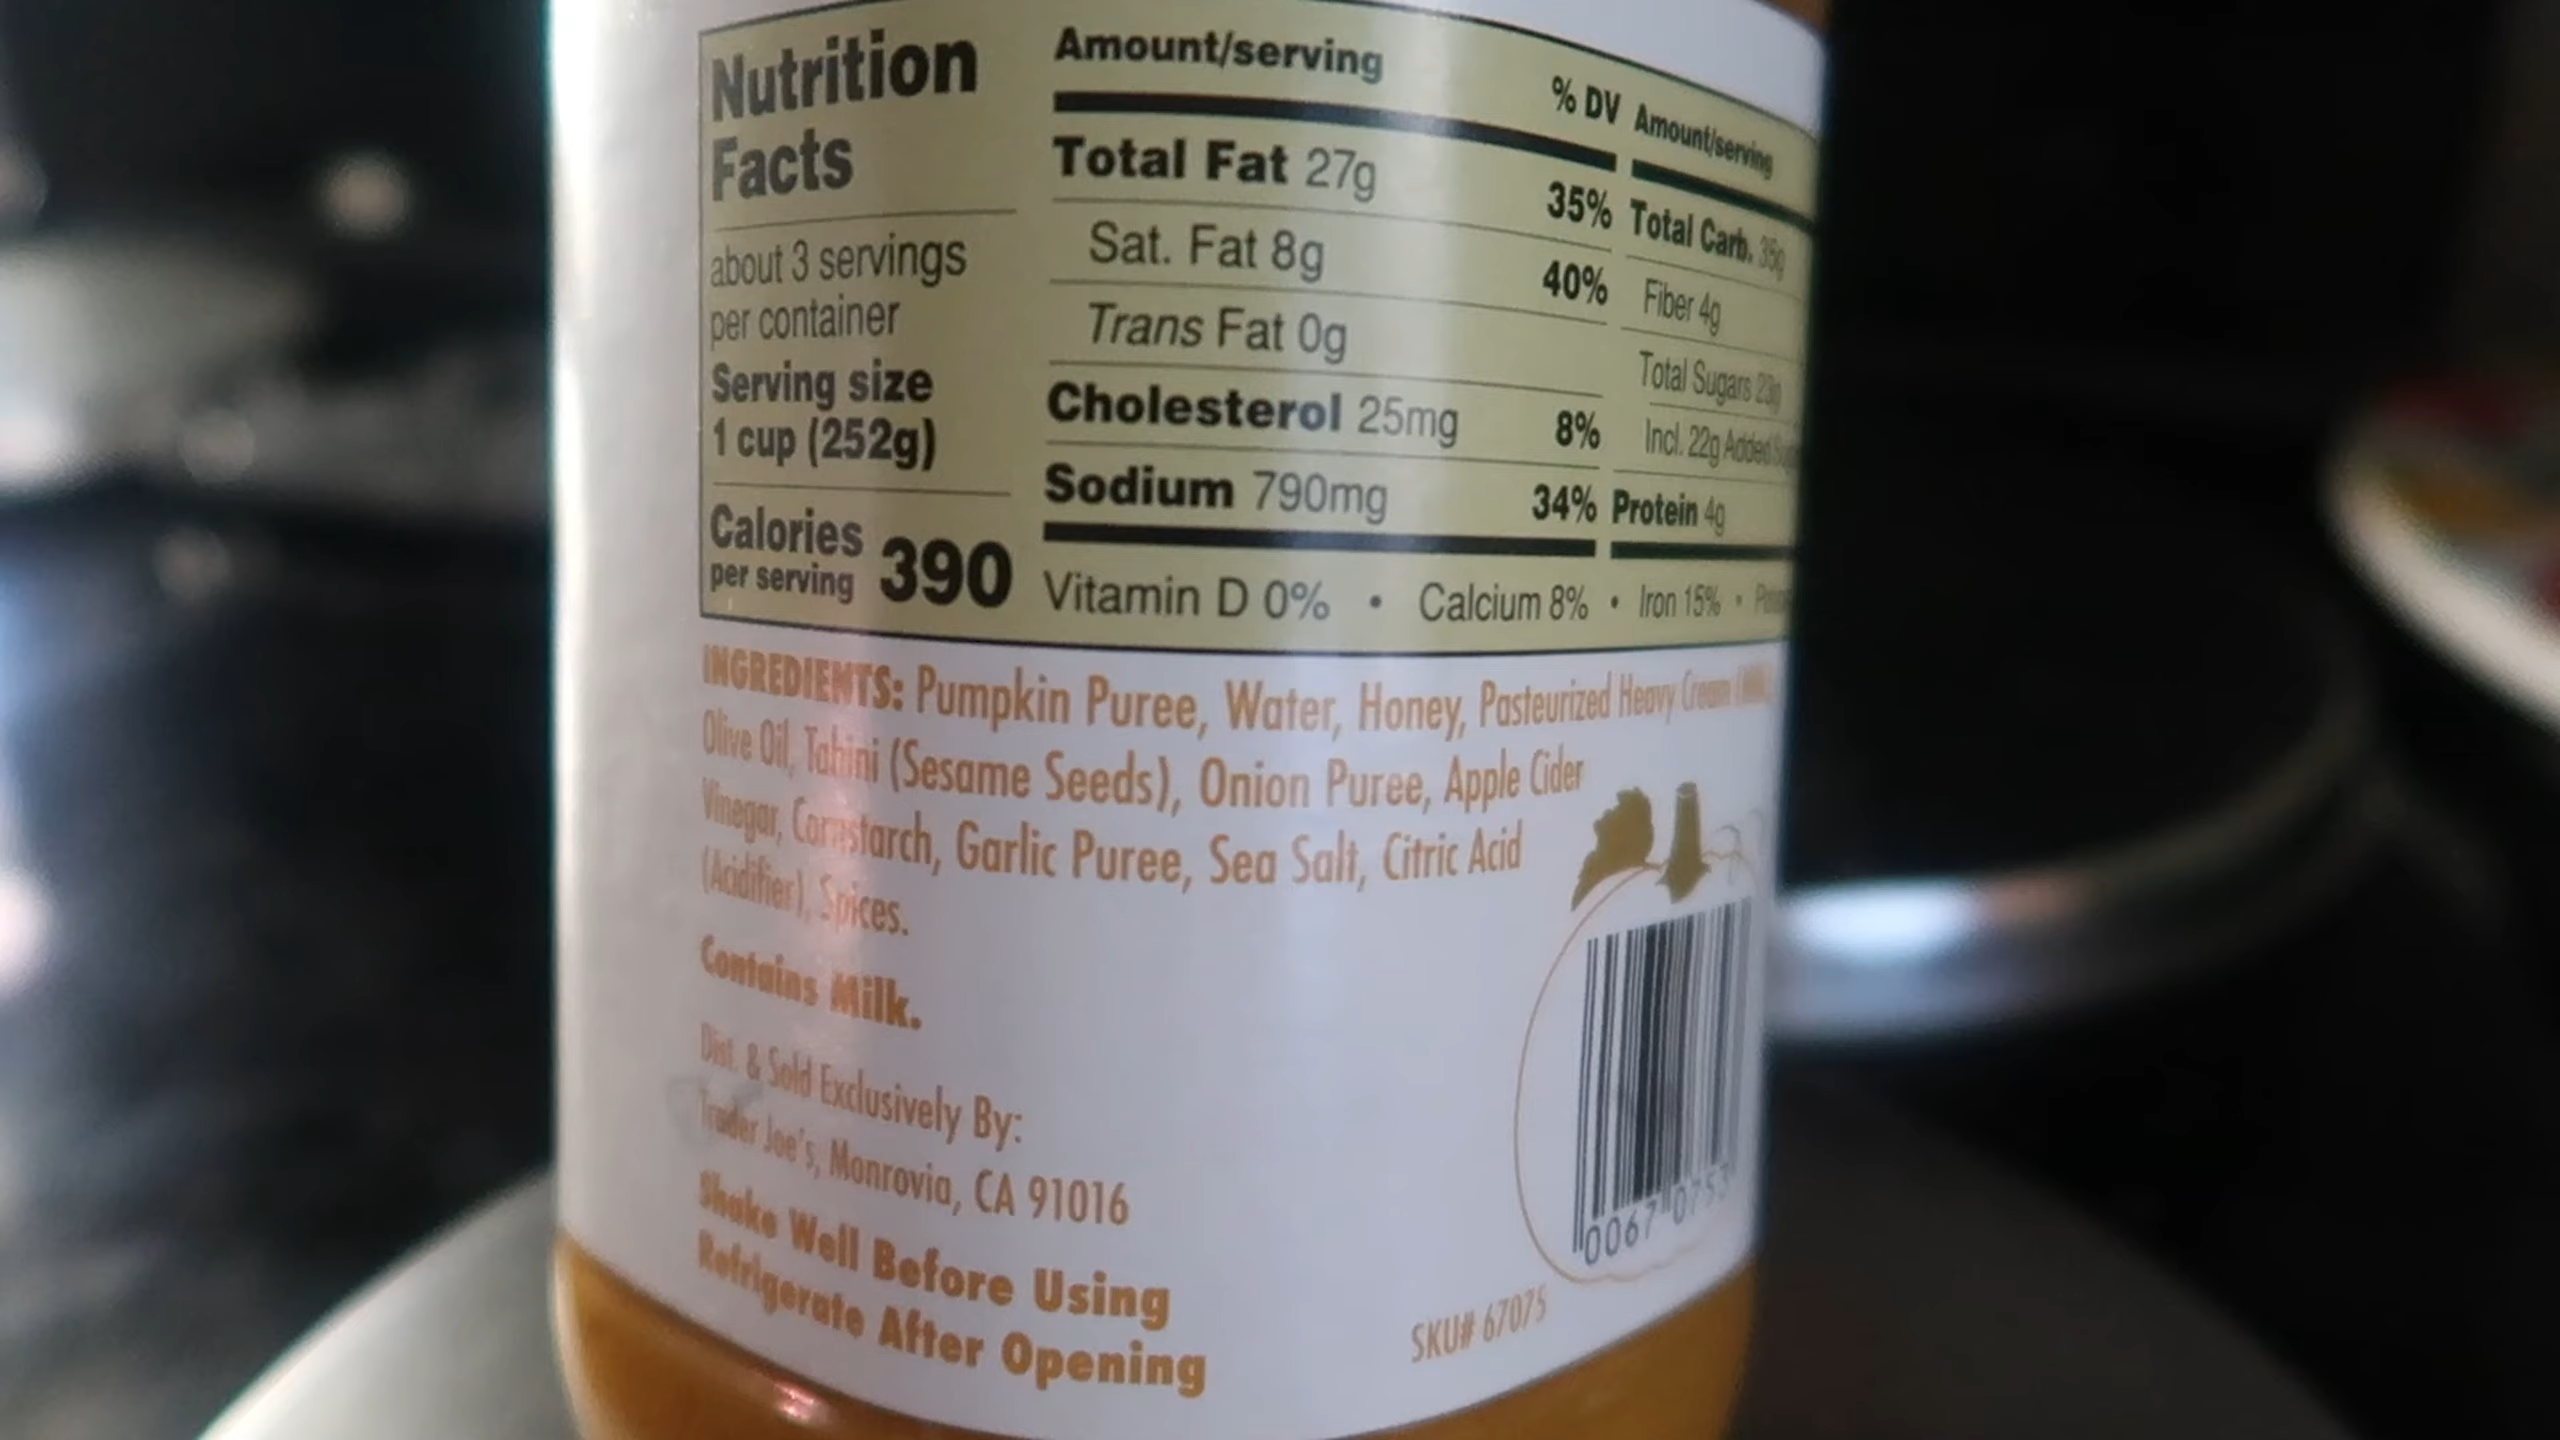 Nutrition
Facts
about 3 servings
per container
Serving size
1 cup (252g)
Calories
per serving 390
Amount/serving % DV
Total Fat 27g 35%
Sat. Fat 8g 40%
Trans Fat 0g
Cholesterol 25mg 8%
Sodium 790mg 34%
Amount/serving
Total Carb. 35g
Fiber 4g
Total Sugars 23g
Incl. 22g Added
Protein 4g
Vitamin D 0% • Calcium 8% • Iron 15% •
INGREDIENTS: Pumpkin Puree, Water, Honey, Pasteurized Heavy Cream
Olive Oil, Tahini (Sesame Seeds), Onion Puree, Apple Cider
Vinegar, Cornstarch, Garlic Puree, Sea Salt, Citric Acid
(Acidifier), Spices.
Contains Milk.
Dist. & Sold Exclusively By:
Trader Joe's, Monrovia, CA 91016
Shake Well Before Using
Refrigerate After Opening
0067 0753
SKU# 67075